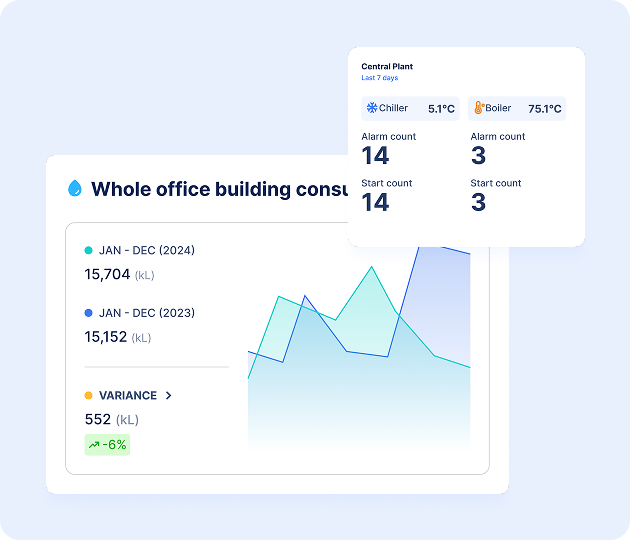 Central Plant
Last 7 days
Chiller 5.1°C Boiler 75.1°C
Alarm count Alarm count
14 3
Start count Start count
14 3
Whole office building
JAN - DEC (2024)
15,704 (kL)
JAN - DEC (2023)
15,152 (kL)
VARIANCE
552 (kL)
-6%